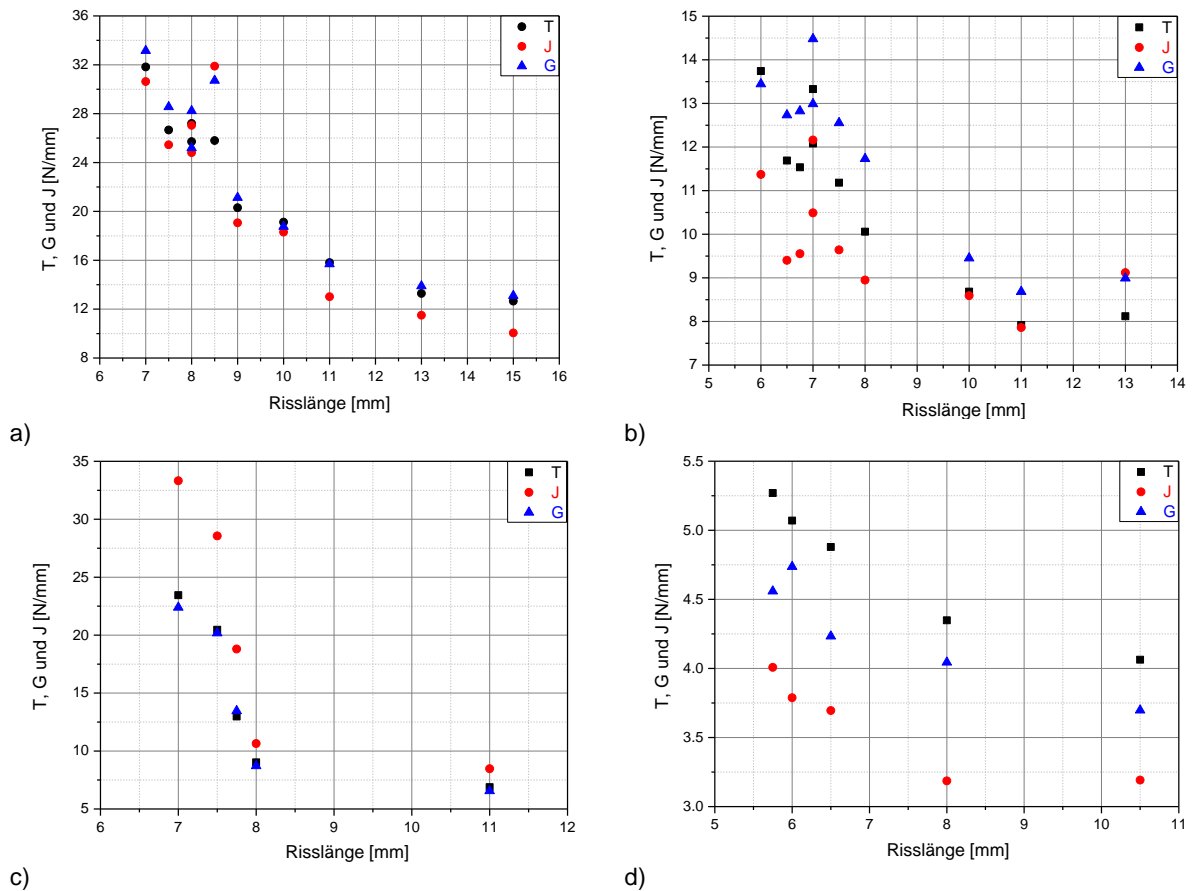 36
32
28
24
20
16
12
8
6 7 8 9 10 11 12 13 14 15 16
T, G und J [N/mm]
Risslänge [mm]
T
J
G
a)
15
14
13
12
11
10
9
8
7
5 6 7 8 9 10 11 12 13 14
T, G und J [N/mm]
Risslänge [mm]
T
J
G
b)
35
30
25
20
15
10
5
6 7 8 9 10 11 12
T, G und J [N/mm]
Risslänge [mm]
T
J
G
c)
5.5
5.0
4.5
4.0
3.5
3.0
5 6 7 8 9 10 11
T, G und J [N/mm]
Risslänge [mm]
T
J
G
d)